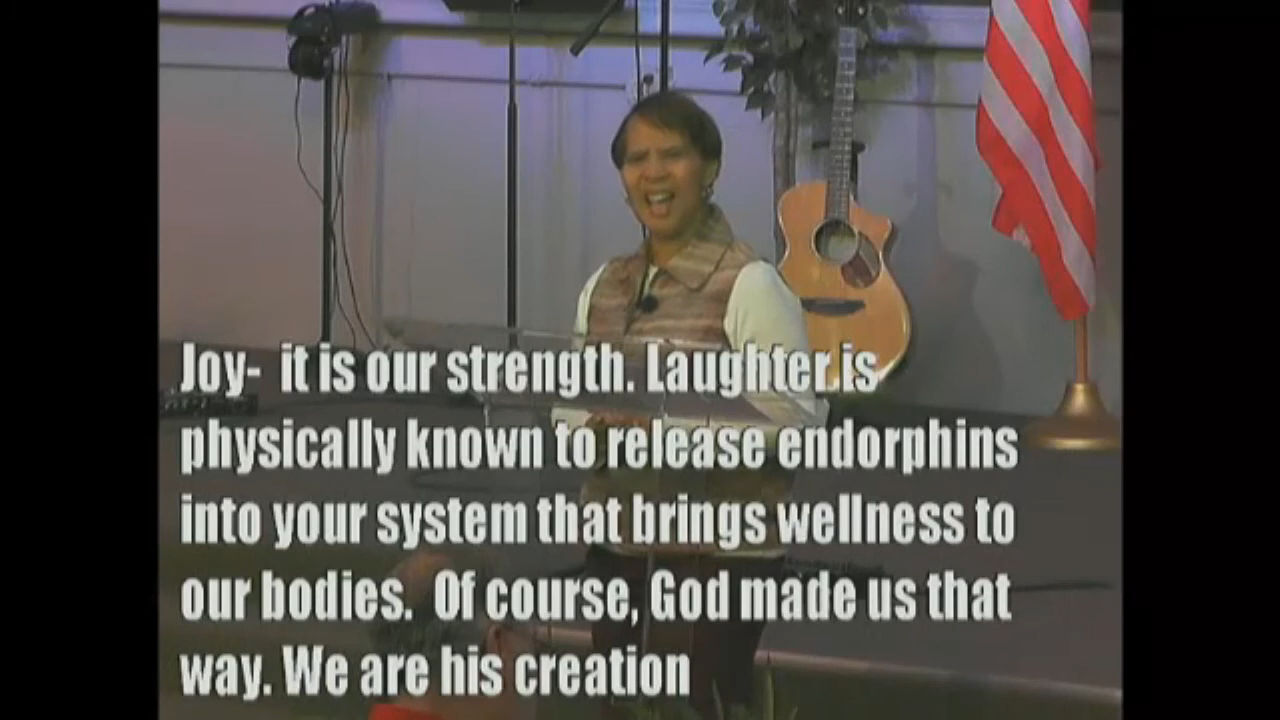 Joy-  it is our strength. Laughter is
physically known to release endorphins
into your system that brings wellness to
our bodies.  Of course, God made us that
way. We are his creation